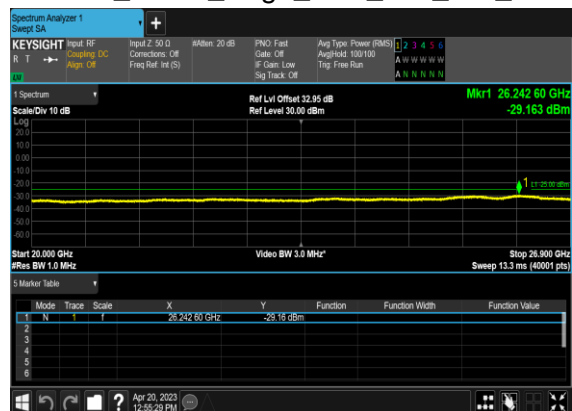 Spectrum Analyzer 1
Swept SA
KEYSIGHT
R T
Input: RF
Coupling: DC
Align: Off
Input Z: 50 Ω
Corrections: Off
Freq Ref: Int (S)
#Atten: 20 dB
PNO: Fast
Gate: Off
IF Gain: Low
Sig Track: Off
Avg Type: Power (RMS)
Avg|Hold: 100/100
Trig: Free Run
1 2 3 4 5 6
A W W W W W
A N N N N N
1 Spectrum
Scale/Div 10 dB
Ref Lvl Offset 32.95 dB
Ref Level 30.00 dBm
Mkr1 26.242 60 GHz
-29.163 dBm
Log
20.0
10.0
0.00
-10.0
-20.0
-30.0
-40.0
-50.0
-60.0
1
Start 20.000 GHz
#Res BW 1.0 MHz
Video BW 3.0 MHz*
Stop 26.900 GHz
Sweep 13.3 ms (40001 pts)
5 Marker Table
Mode Trace Scale X Y Function Function Width Function Value
1 N 1 f 26.242 60 GHz -29.16 dBm
2
3
4
5
6
?
Apr 20, 2023
12:55:29 PM